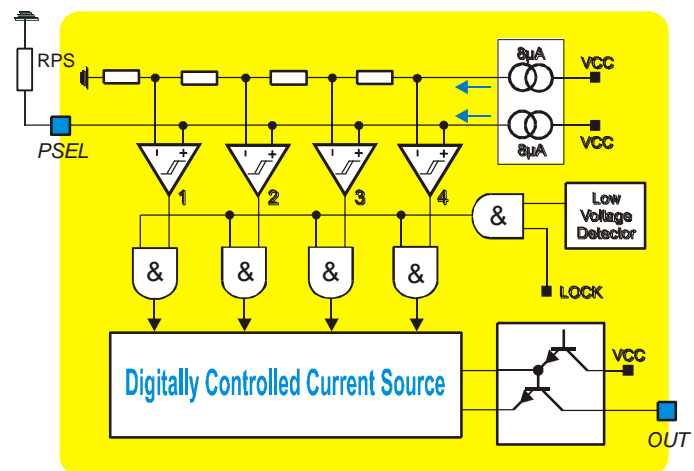 8µA
RPS
VCC
VCC
PSEL
8µA
- +
- +
- +
- +
1
2
3
4
&
Low
Voltage
Detector
&
&
&
&
LOCK
Digitally Controlled Current Source
VCC
OUT